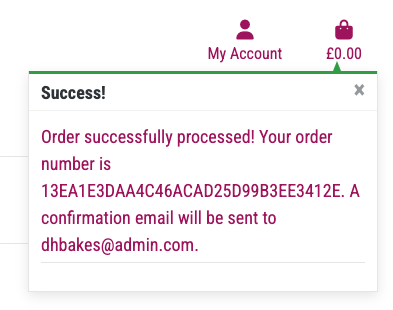 My Account £0.00
Success! ×
Order successfully processed! Your order
number is
13EA1E3DAA4C46ACAD25D99B3EE3412E. A
confirmation email will be sent to
dhbakes@admin.com.